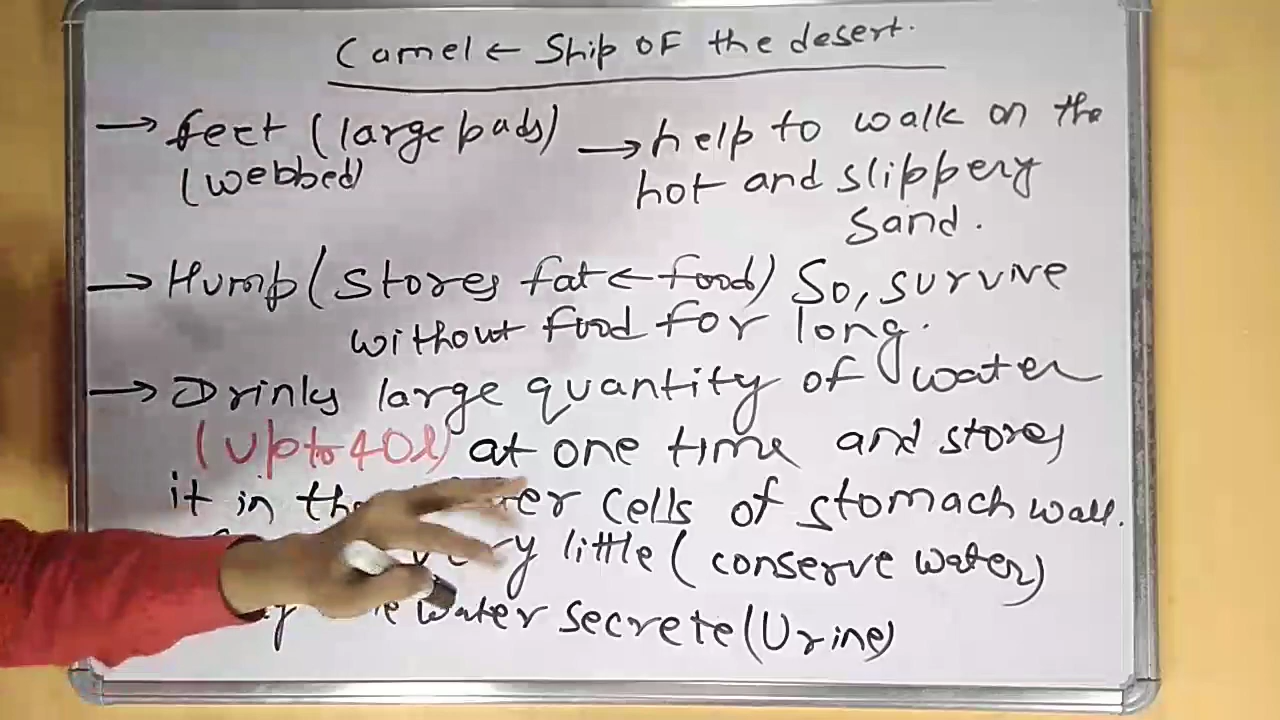 Camel ← Ship of the desert.
→ feet (large pads) → help to walk on the
(webbed) hot and slippery
sand.
→ Hump (stores fat ← food) So, survive
without food for long.
→ Drinks large quantity of water
(upto 40l) at one time and stores
it in the cells of stomach wall.
very little (conserve water)
water secrete (Urine)